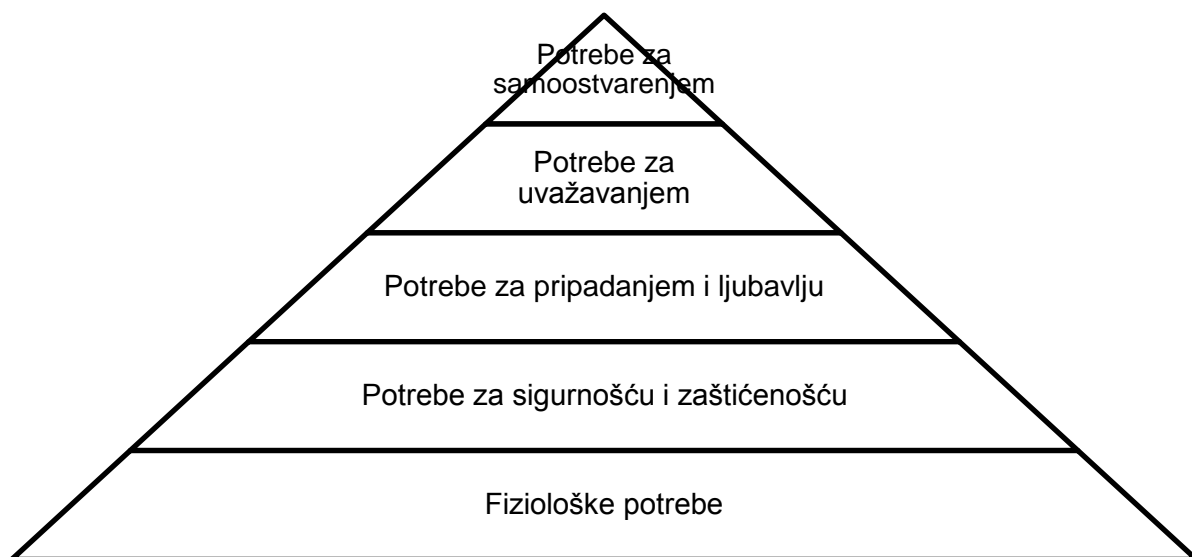 Potrebe za
samoostvarenjem
Potrebe za
uvažavanjem
Potrebe za pripadanjem i ljubavlju
Potrebe za sigurnošću i zaštićenošću
Fiziološke potrebe